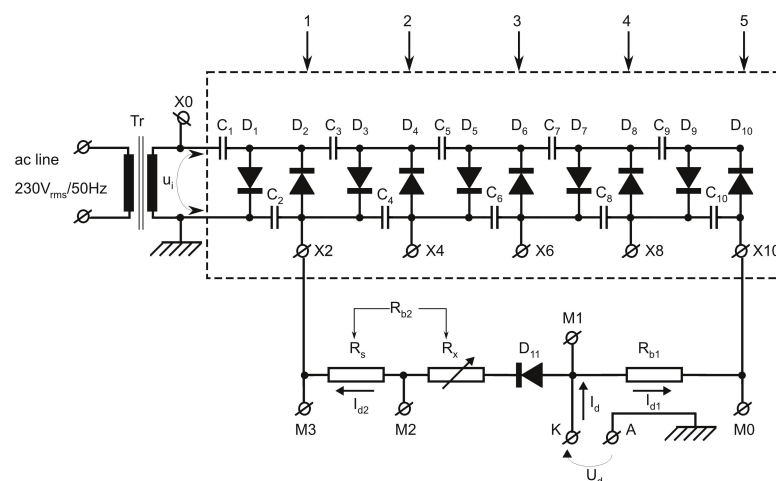 1 2 3 4 5
X0
Tr
C1 D1 D2 C3 D3 D4 C5 D5 D6 C7 D7 D8 C9 D9 D10
ac line
230Vrms/50Hz
ui
C2 C4 C6 C8 C10
X2 X4 X6 X8 X10
Rb2
M1
Rs Rx D11 Rb1
Id2 Id Id1
M3 M2 K A M0
Ud